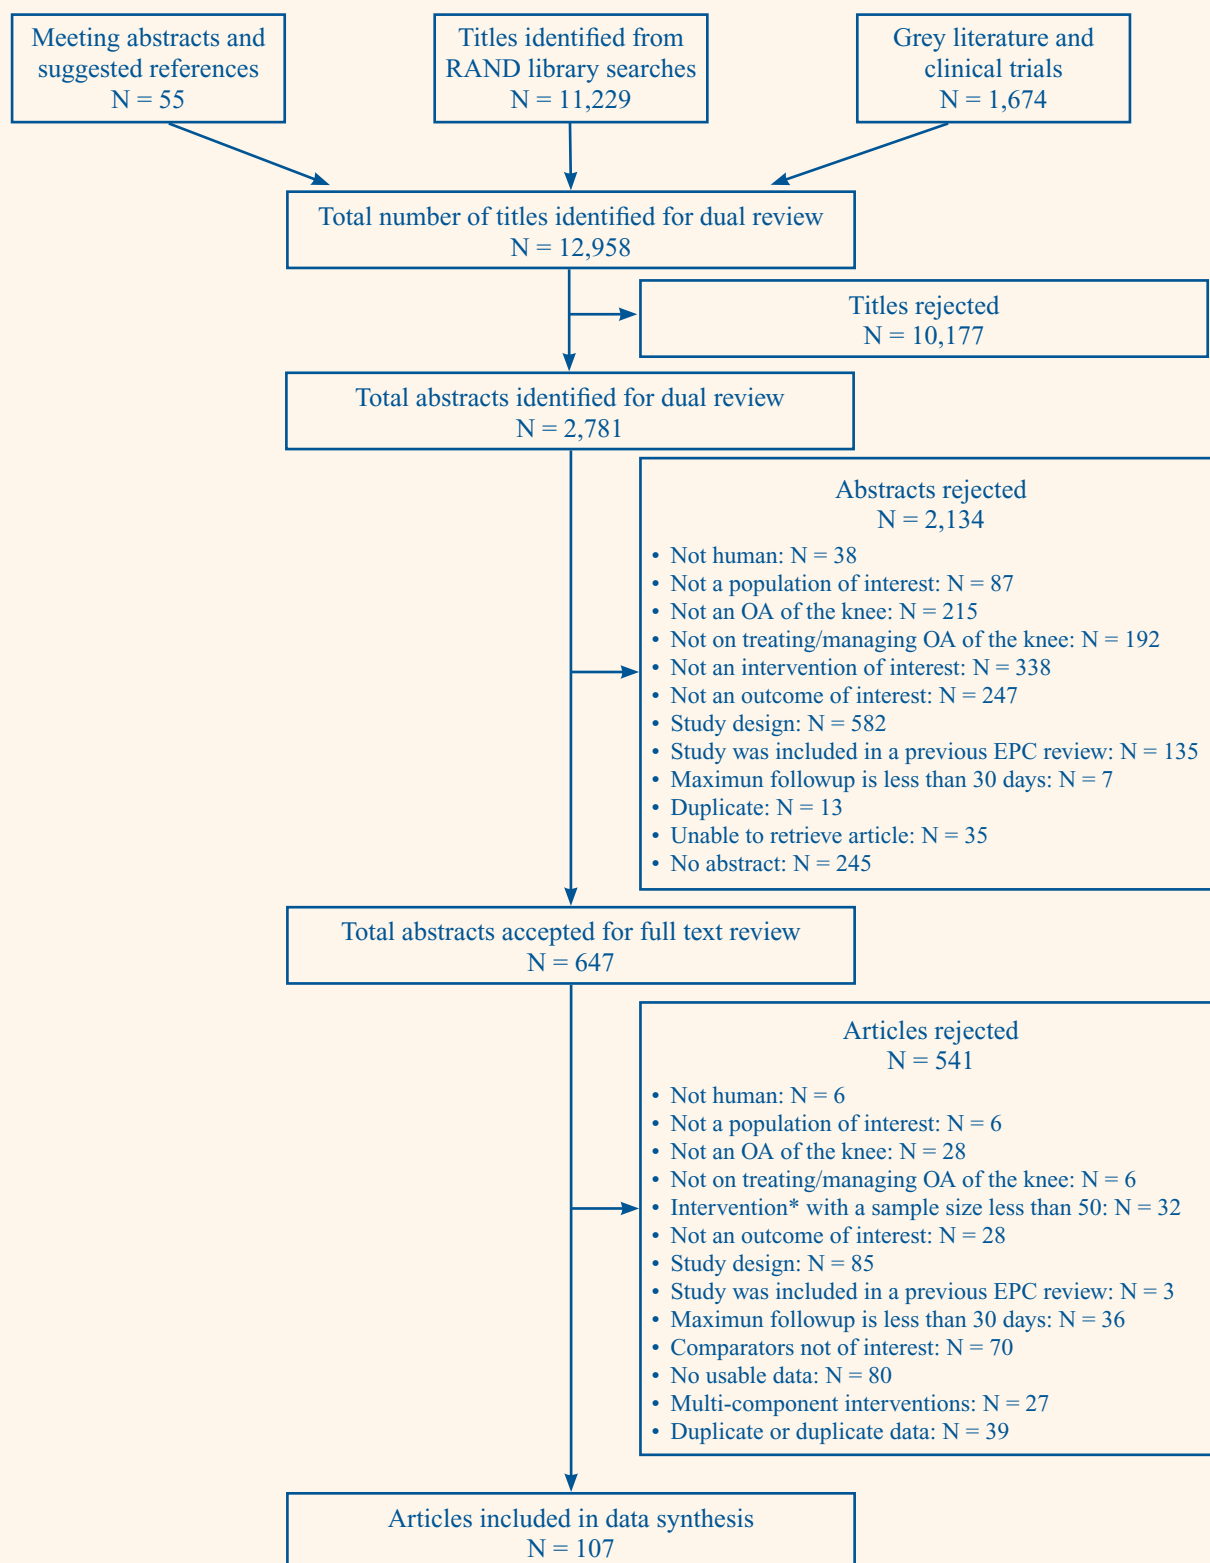 Meeting abstracts and
suggested references
N = 55
Titles identified from
RAND library searches
N = 11,229
Grey literature and
clinical trials
N = 1,674
Total number of titles identified for dual review
N = 12,958
Titles rejected
N = 10,177
Total abstracts identified for dual review
N = 2,781
Abstracts rejected
N = 2,134
• Not human: N = 38
• Not a population of interest: N = 87
• Not an OA of the knee: N = 215
• Not on treating/managing OA of the knee: N = 192
• Not an intervention of interest: N = 338
• Not an outcome of interest: N = 247
• Study design: N = 582
• Study was included in a previous EPC review: N = 135
• Maximun followup is less than 30 days: N = 7
• Duplicate: N = 13
• Unable to retrieve article: N = 35
• No abstract: N = 245
Total abstracts accepted for full text review
N = 647
Articles rejected
N = 541
• Not human: N = 6
• Not a population of interest: N = 6
• Not an OA of the knee: N = 28
• Not on treating/managing OA of the knee: N = 6
• Intervention* with a sample size less than 50: N = 32
• Not an outcome of interest: N = 28
• Study design: N = 85
• Study was included in a previous EPC review: N = 3
• Maximun followup is less than 30 days: N = 36
• Comparators not of interest: N = 70
• No usable data: N = 80
• Multi-component interventions: N = 27
• Duplicate or duplicate data: N = 39
Articles included in data synthesis
N = 107